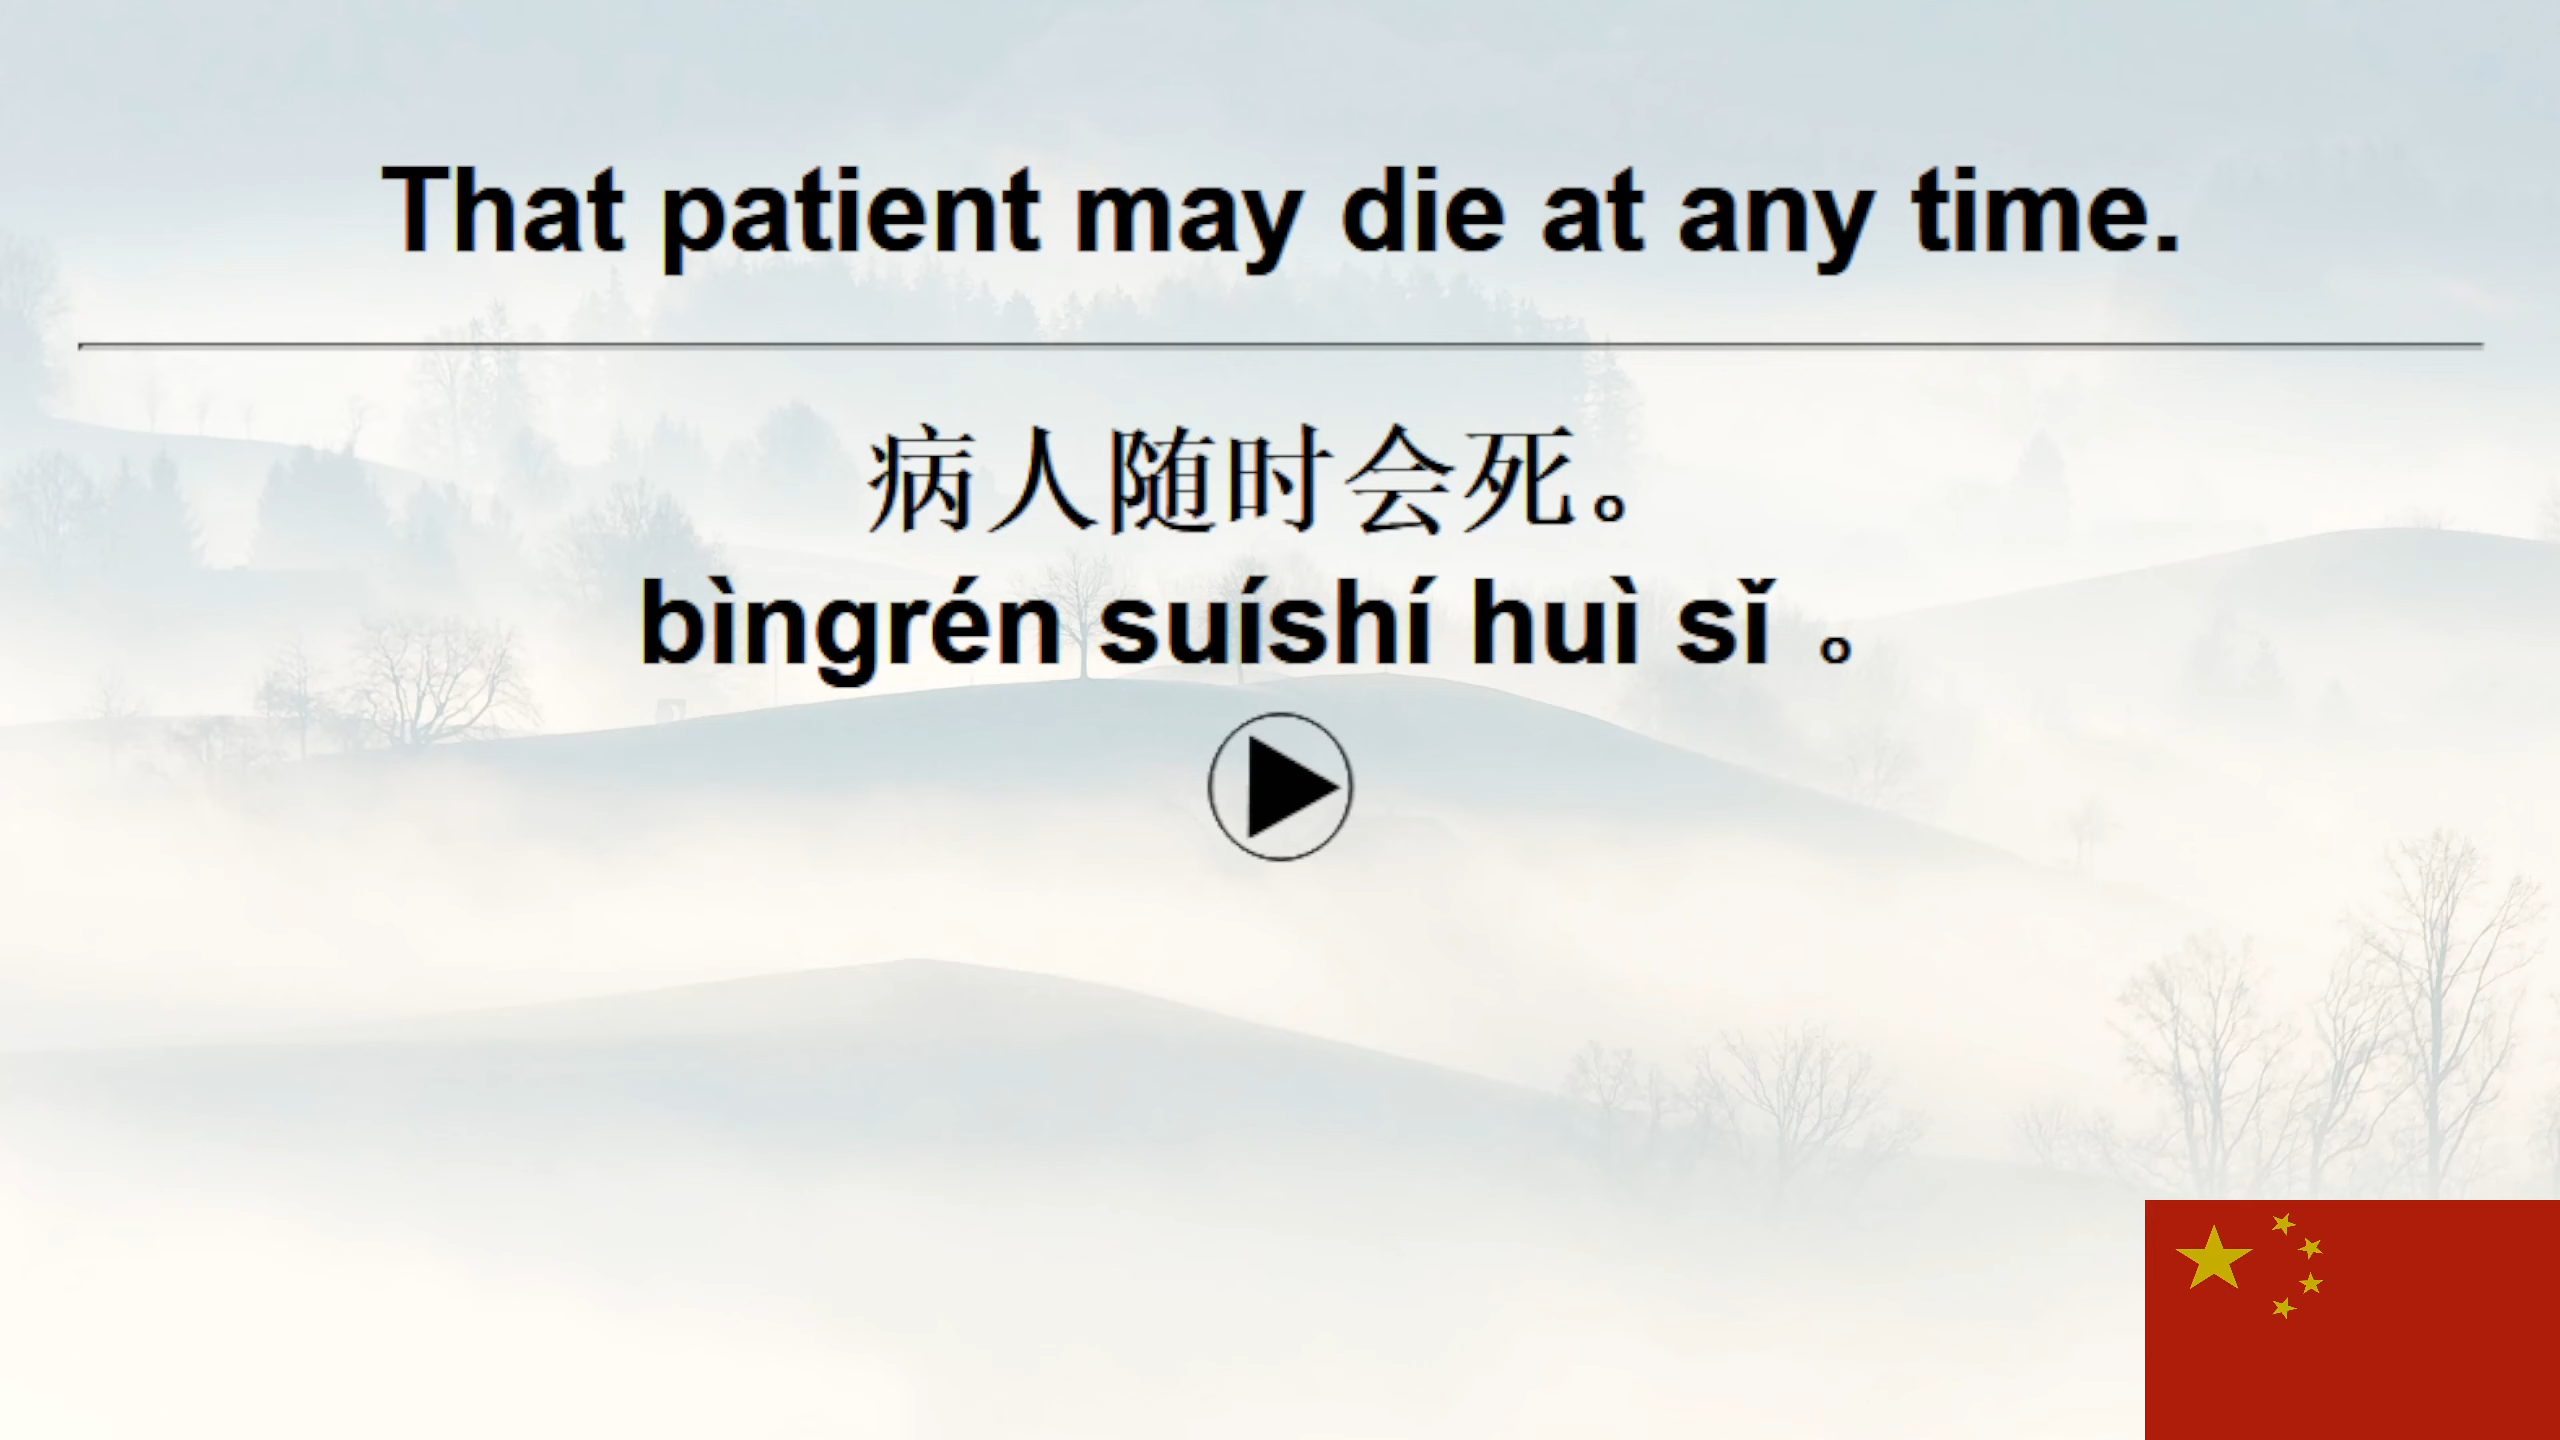 That patient may die at any time.
病人随时会死。
bìngrén suíshí huì sǐ 。